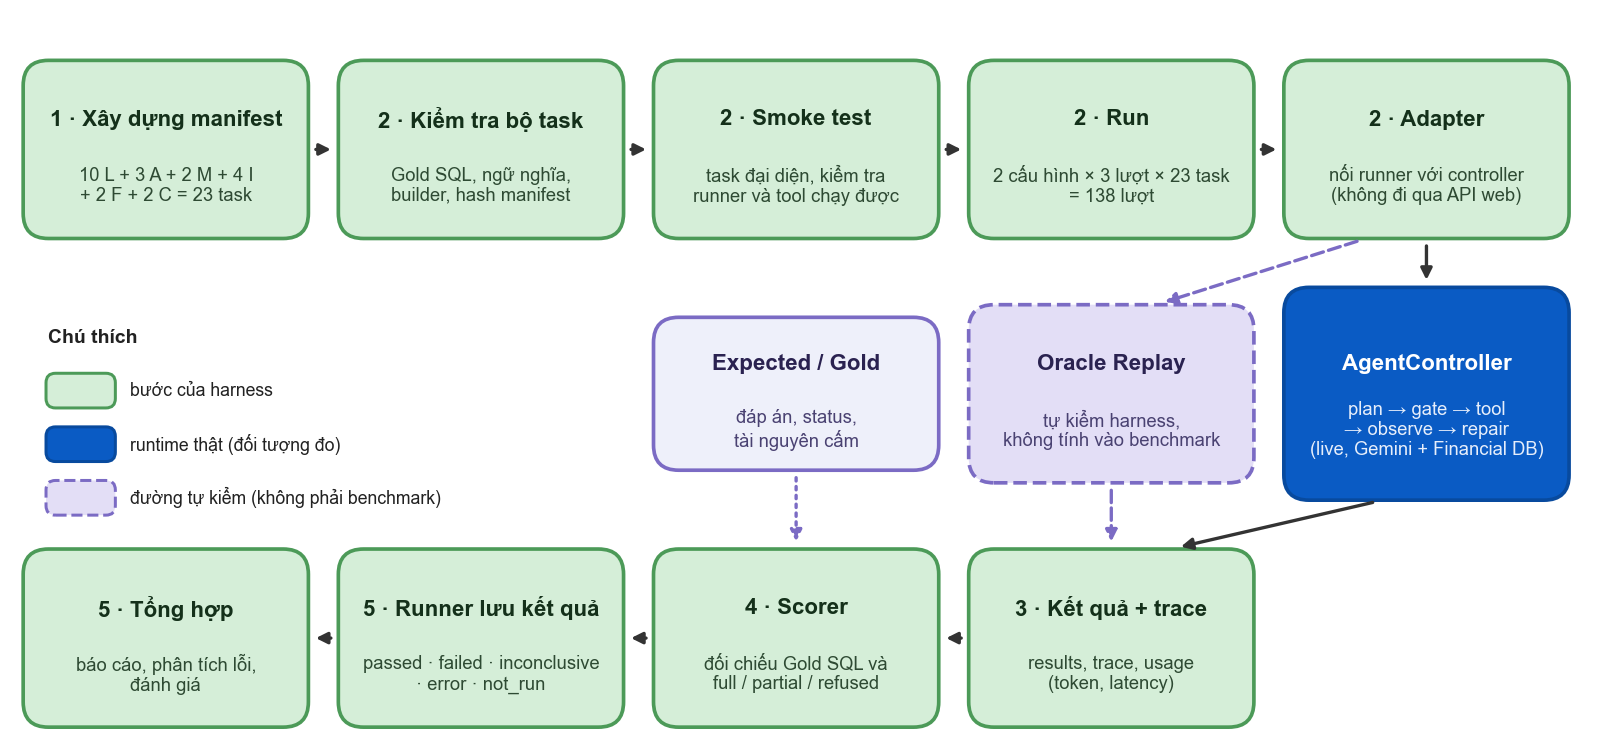 1 · Xây dựng manifest
10 L + 3 A + 2 M + 4 I
+ 2 F + 2 C = 23 task
2 · Kiểm tra bộ task
Gold SQL, ngữ nghĩa,
builder, hash manifest
2 · Smoke test
task đại diện, kiểm tra
runner và tool chạy được
2 · Run
2 cấu hình × 3 lượt × 23 task
= 138 lượt
2 · Adapter
nối runner với controller
(không đi qua API web)
Chú thích
bước của harness
runtime thật (đối tượng đo)
đường tự kiểm (không phải benchmark)
Expected / Gold
đáp án, status,
tài nguyên cấm
Oracle Replay
tự kiểm harness,
không tính vào benchmark
AgentController
plan → gate → tool
→ observe → repair
(live, Gemini + Financial DB)
5 · Tổng hợp
báo cáo, phân tích lỗi,
đánh giá
5 · Runner lưu kết quả
passed · failed · inconclusive
· error · not_run
4 · Scorer
đối chiếu Gold SQL và
full / partial / refused
3 · Kết quả + trace
results, trace, usage
(token, latency)